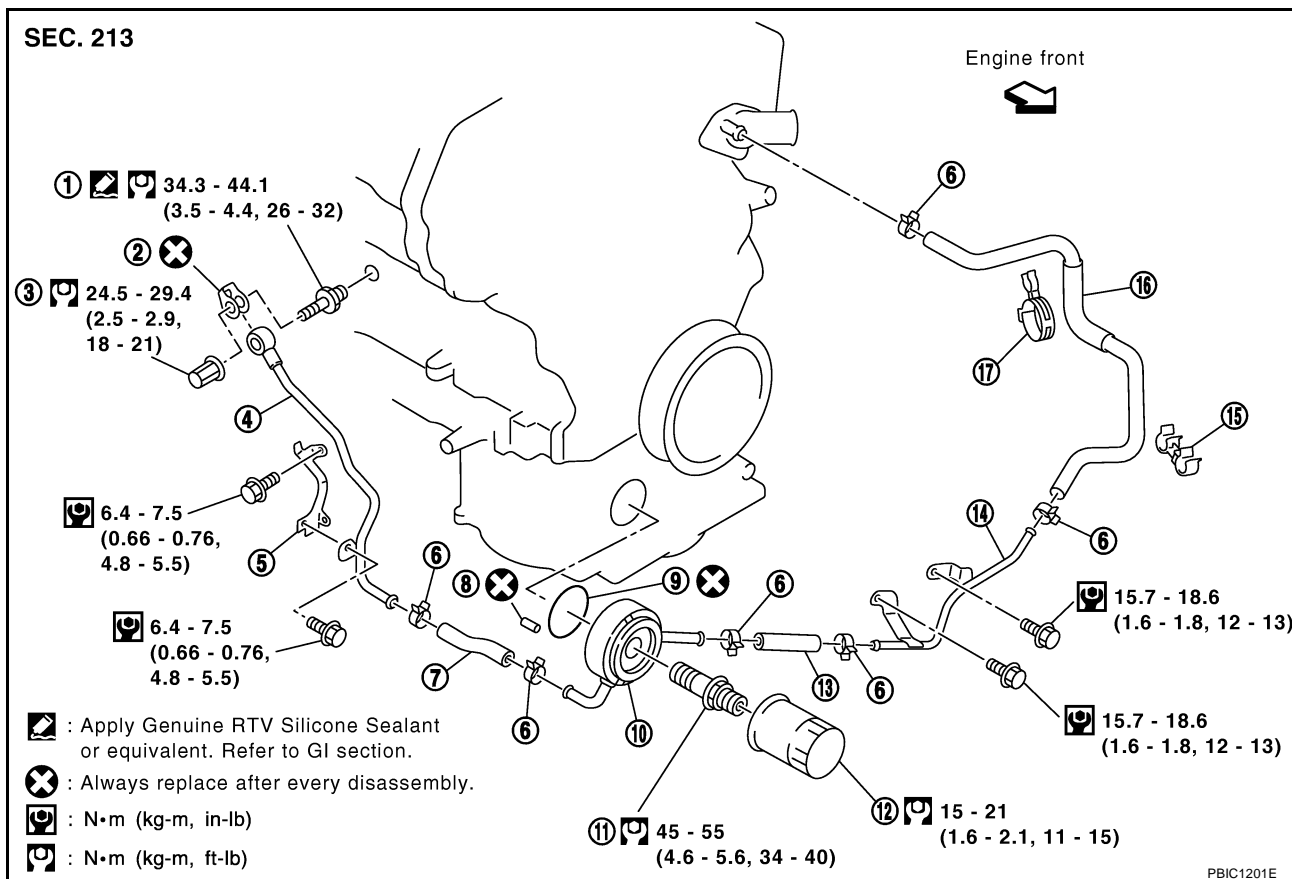 SEC. 213
Engine front
① 34.3 - 44.1
(3.5 - 4.4, 26 - 32)
②
③ 24.5 - 29.4
(2.5 - 2.9,
18 - 21)
④
6.4 - 7.5
(0.66 - 0.76,
4.8 - 5.5)
⑤
6.4 - 7.5
(0.66 - 0.76,
4.8 - 5.5)
⑥
⑦
⑥
⑧
⑨
⑩
⑥
⑬
⑥
⑥
⑯
⑰
⑮
⑥
⑭
15.7 - 18.6
(1.6 - 1.8, 12 - 13)
15.7 - 18.6
(1.6 - 1.8, 12 - 13)
⑪ 45 - 55
(4.6 - 5.6, 34 - 40)
⑫ 15 - 21
(1.6 - 2.1, 11 - 15)
: Apply Genuine RTV Silicone Sealant
or equivalent. Refer to GI section.
: Always replace after every disassembly.
: N•m (kg-m, in-lb)
: N•m (kg-m, ft-lb)
PBIC1201E